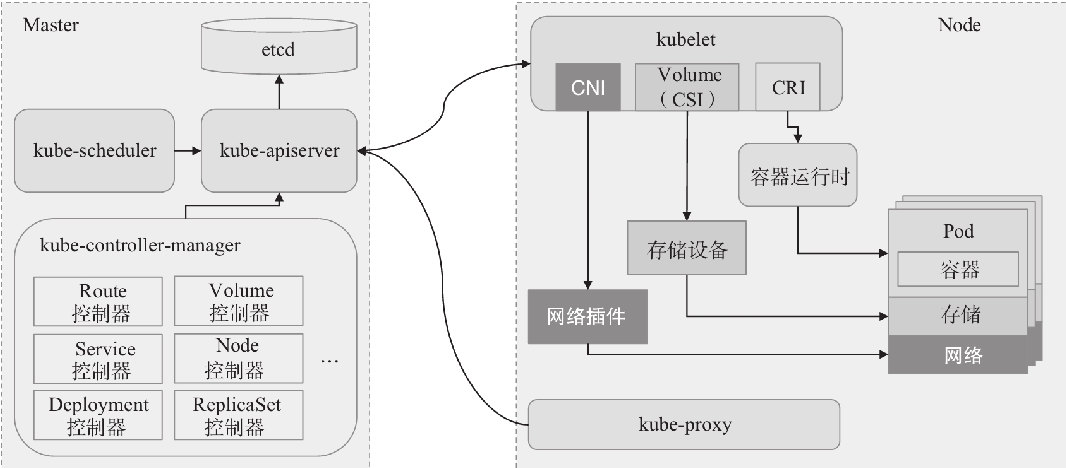 Master
etcd
kube-scheduler
kube-apiserver
kube-controller-manager
Route
控制器
Volume
控制器
Service
控制器
Node
控制器
…
Deployment
控制器
ReplicaSet
控制器
Node
kubelet
CNI
Volume
（CSI）
CRI
容器运行时
存储设备
网络插件
Pod
容器
存储
网络
kube-proxy